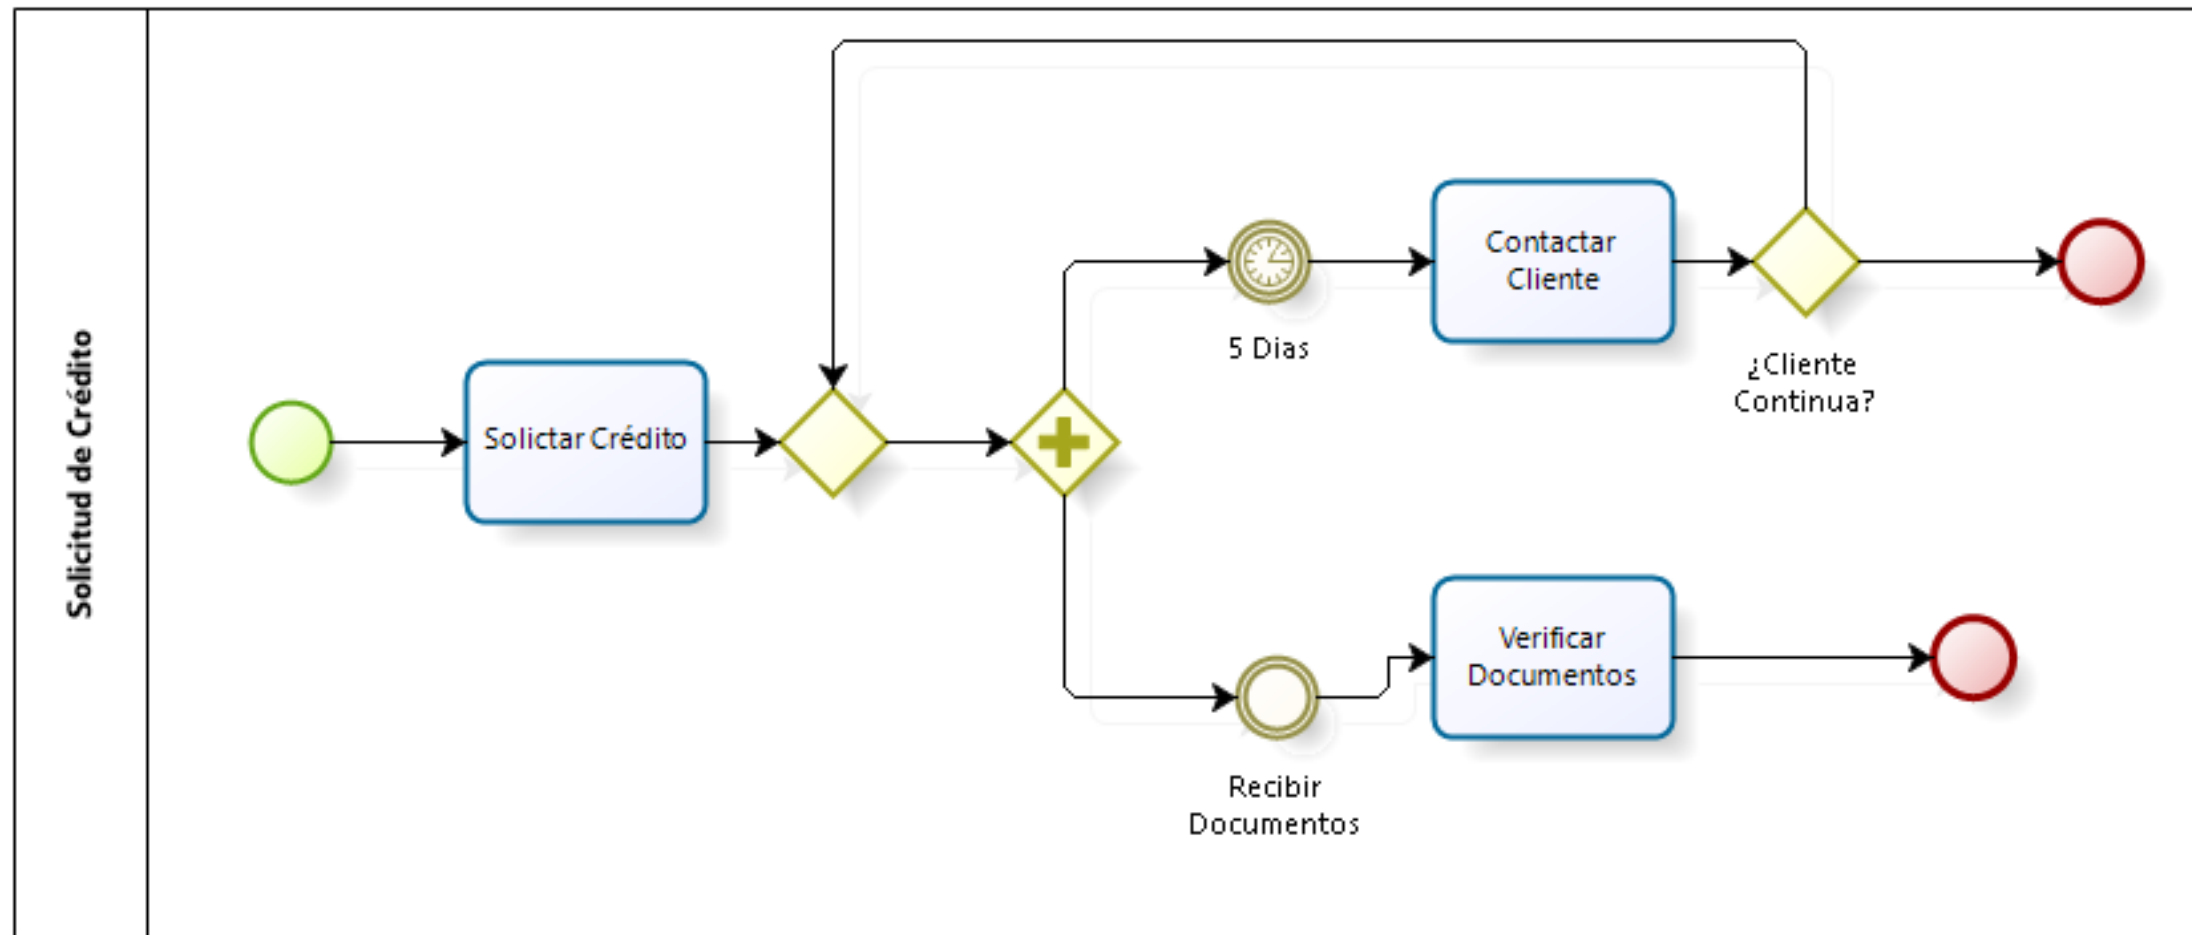 Solicitud de Crédito
Solictar Crédito
5 Dias
Contactar
Cliente
¿Cliente
Continua?
Recibir
Documentos
Verificar
Documentos